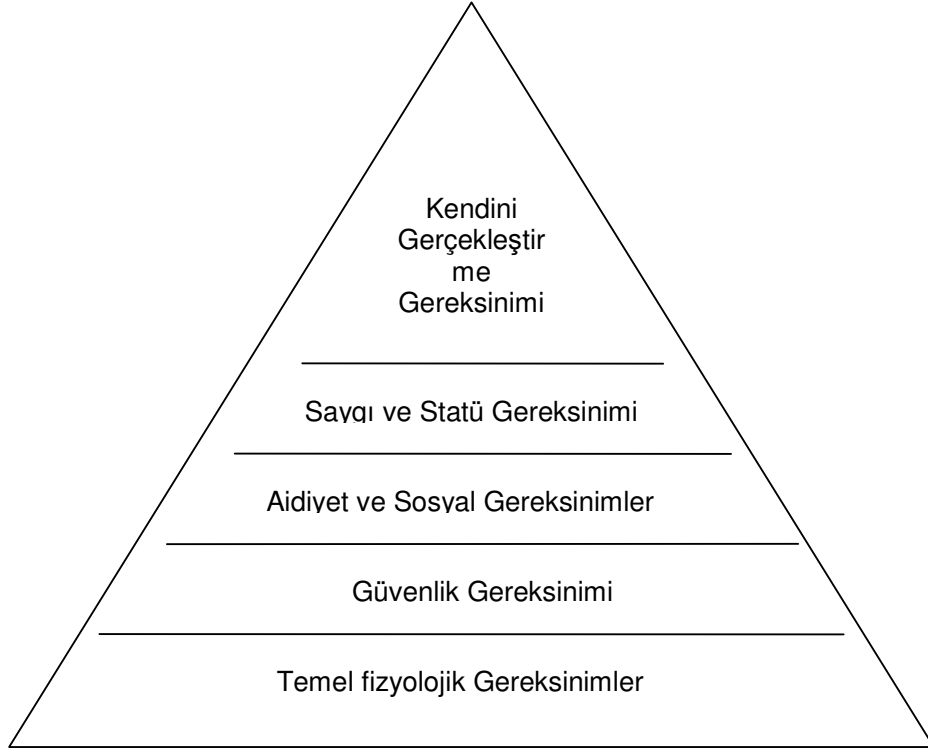 Kendini
Gerçekleştir
me
Gereksinimi
Saygı ve Statü Gereksinimi
Aidiyet ve Sosyal Gereksinimler
Güvenlik Gereksinimi
Temel fizyolojik Gereksinimler